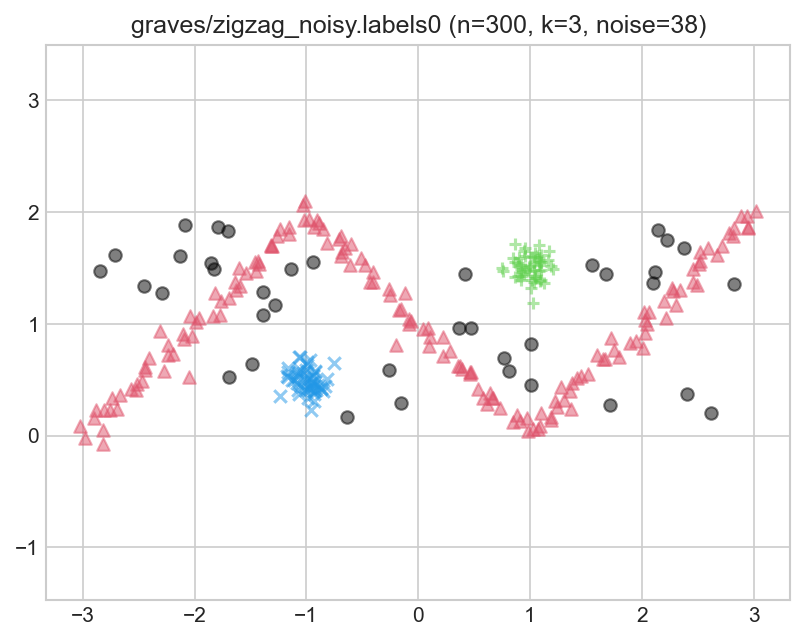 graves/zigzag_noisy.labels0 (n=300, k=3, noise=38)
3
2
1
0
−1
−3 −2 −1 0 1 2 3